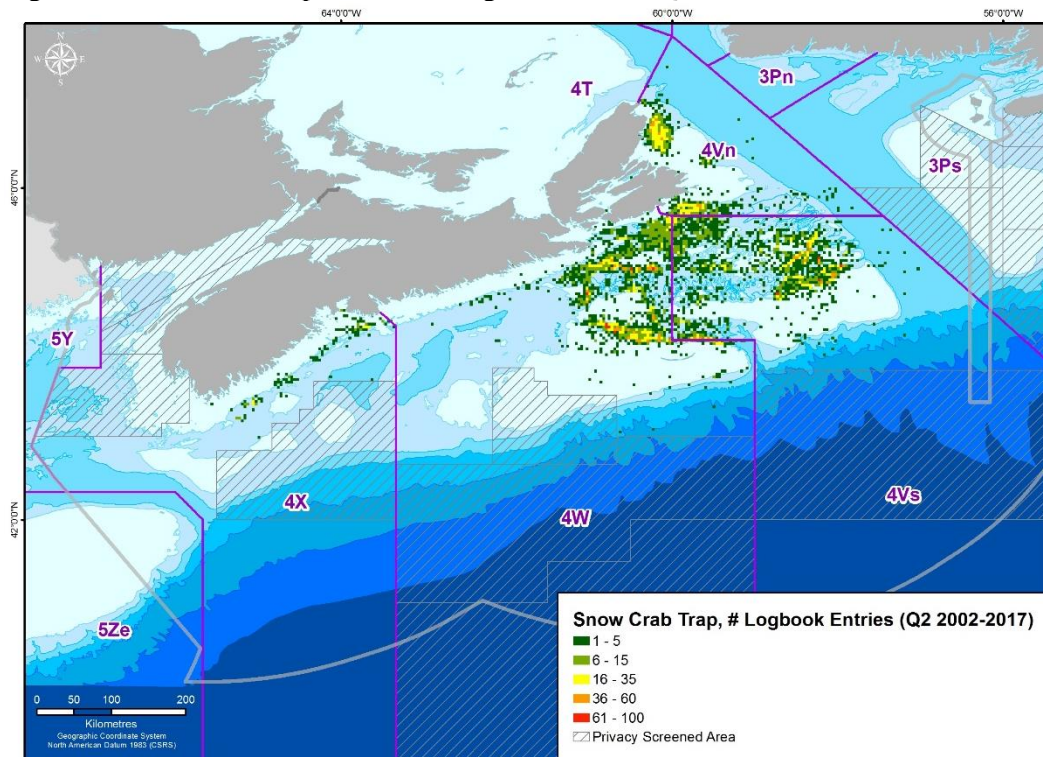 64°0'0"W
60°0'0"W
56°0'0"W
N
W E
S
4T
3Pn
4Vn
3Ps
46°0'0"N
5Y
4X
4W
4Vs
42°0'0"N
5Ze
0 50 100 200
Kilometres
Geographic Coordinate System
North American Datum 1983 (CSRS)
Snow Crab Trap, # Logbook Entries (Q2 2002-2017)
1 - 5
6 - 15
16 - 35
36 - 60
61 - 100
Privacy Screened Area